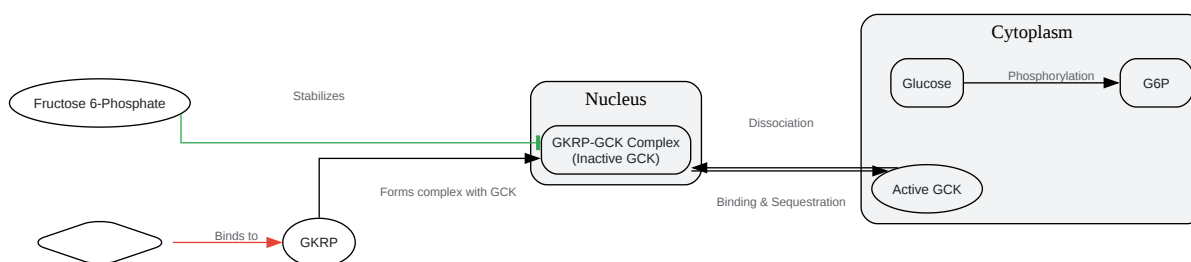 Cytoplasm
Glucose
Phosphorylation
G6P
Fructose 6-Phosphate
Stabilizes
Nucleus
GKRP-GCK Complex
(Inactive GCK)
Dissociation
Forms complex with GCK
Binding & Sequestration
Active GCK
Binds to
GKRP